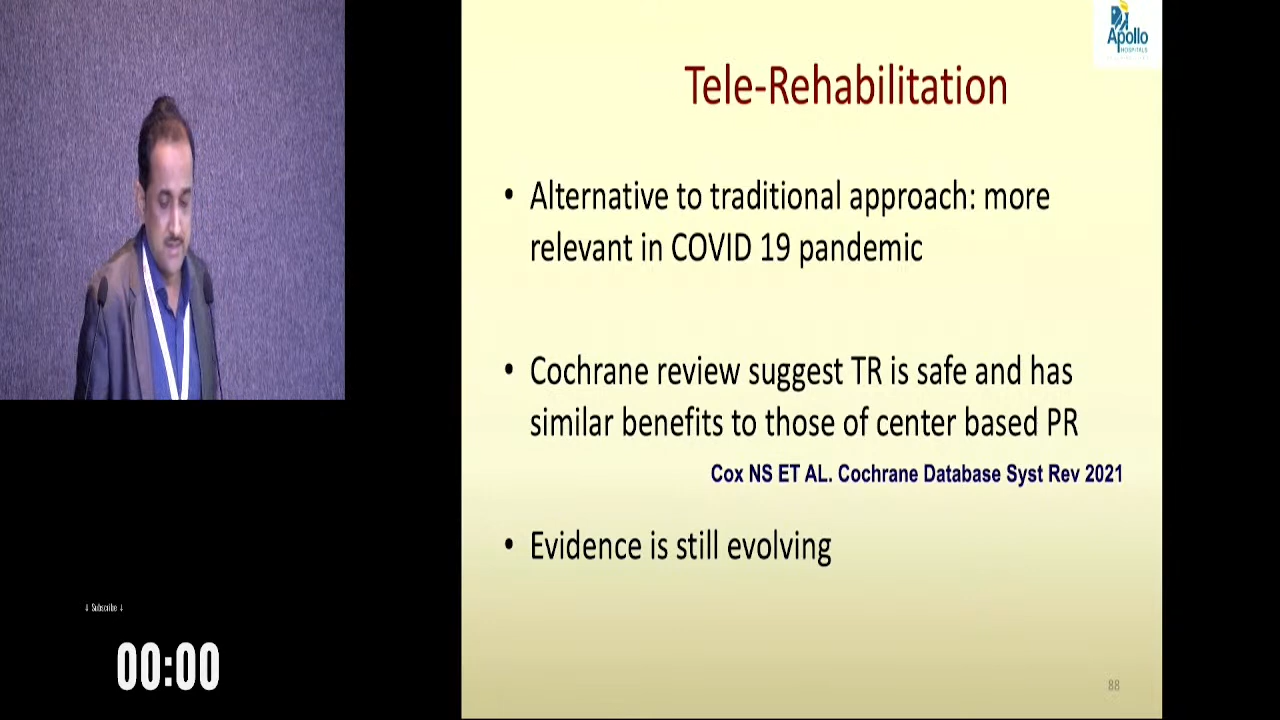 Apollo
HOSPITALS
Tele-Rehabilitation
• Alternative to traditional approach: more
relevant in COVID 19 pandemic
• Cochrane review suggest TR is safe and has
similar benefits to those of center based PR
Cox NS ET AL. Cochrane Database Syst Rev 2021
• Evidence is still evolving
88
↓ Subscribe ↓
00:00